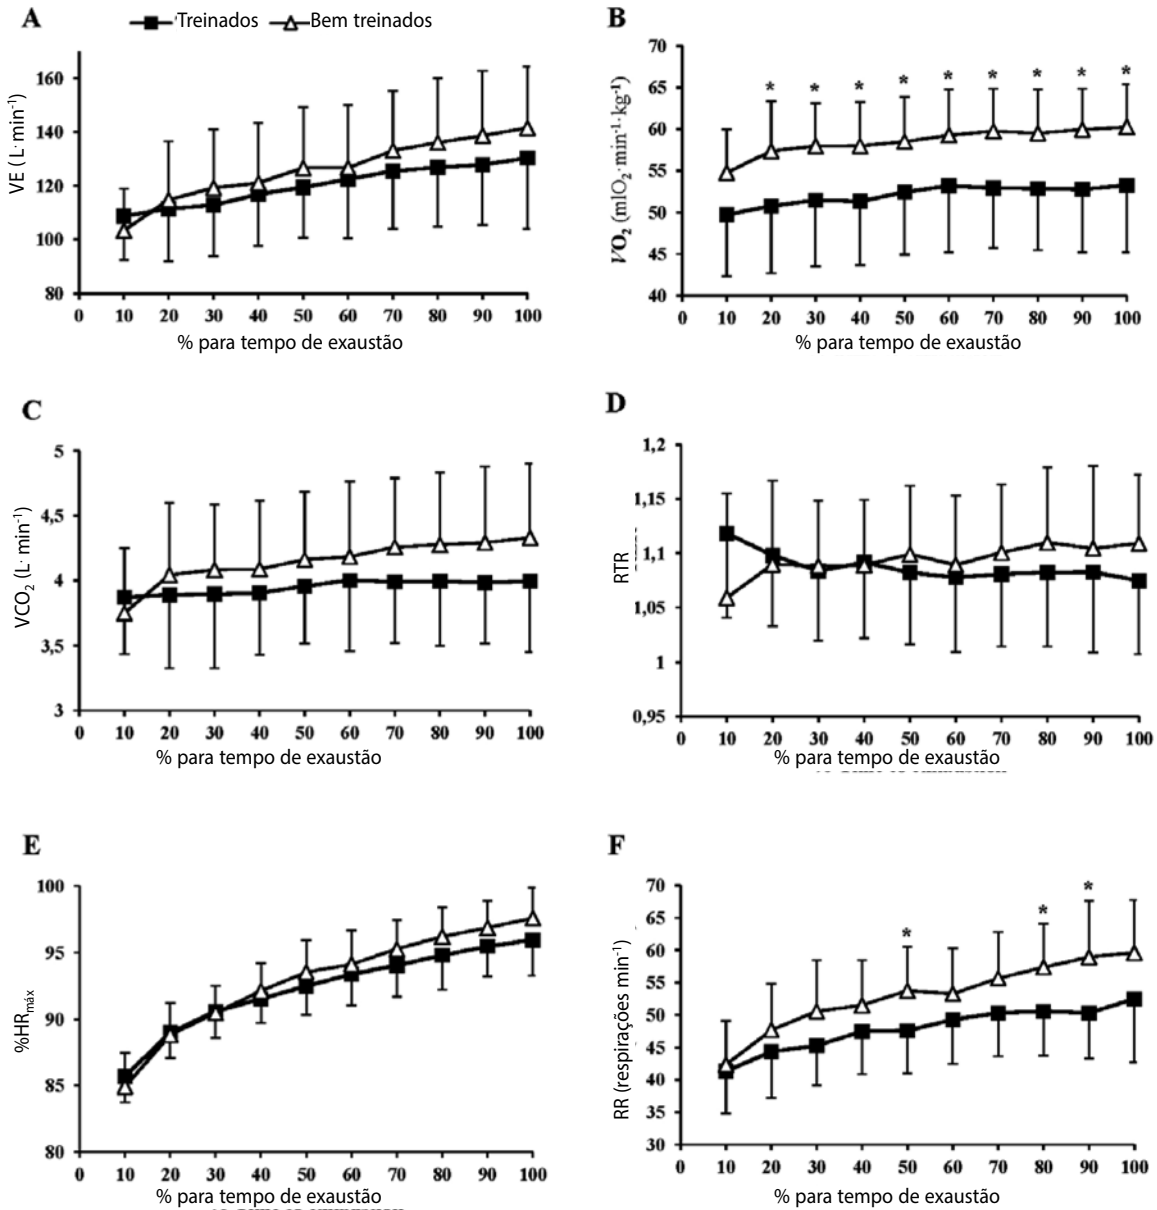 A
Treinados
Bem treinados
VE (L·min-1)
160
140
120
100
80
0 10 20 30 40 50 60 70 80 90 100
% para tempo de exaustão
B
VO2 (mlO2·min-1·kg-1)
70
65
60
55
50
45
40
* * * * * * * * *
0 10 20 30 40 50 60 70 80 90 100
% para tempo de exaustão
C
VCO2 (L· min-1)
5
4,5
4
3,5
3
0 10 20 30 40 50 60 70 80 90 100
% para tempo de exaustão
D
RTR
1,2
1,15
1,1
1,05
1
0,95
0 10 20 30 40 50 60 70 80 90 100
% para tempo de exaustão
E
%HRmáx
100
95
90
85
80
0 10 20 30 40 50 60 70 80 90 100
% para tempo de exaustão
F
RR (respirações min-1)
70
65
60
55
50
45
40
35
30
* * *
0 10 20 30 40 50 60 70 80 90 100
% para tempo de exaustão